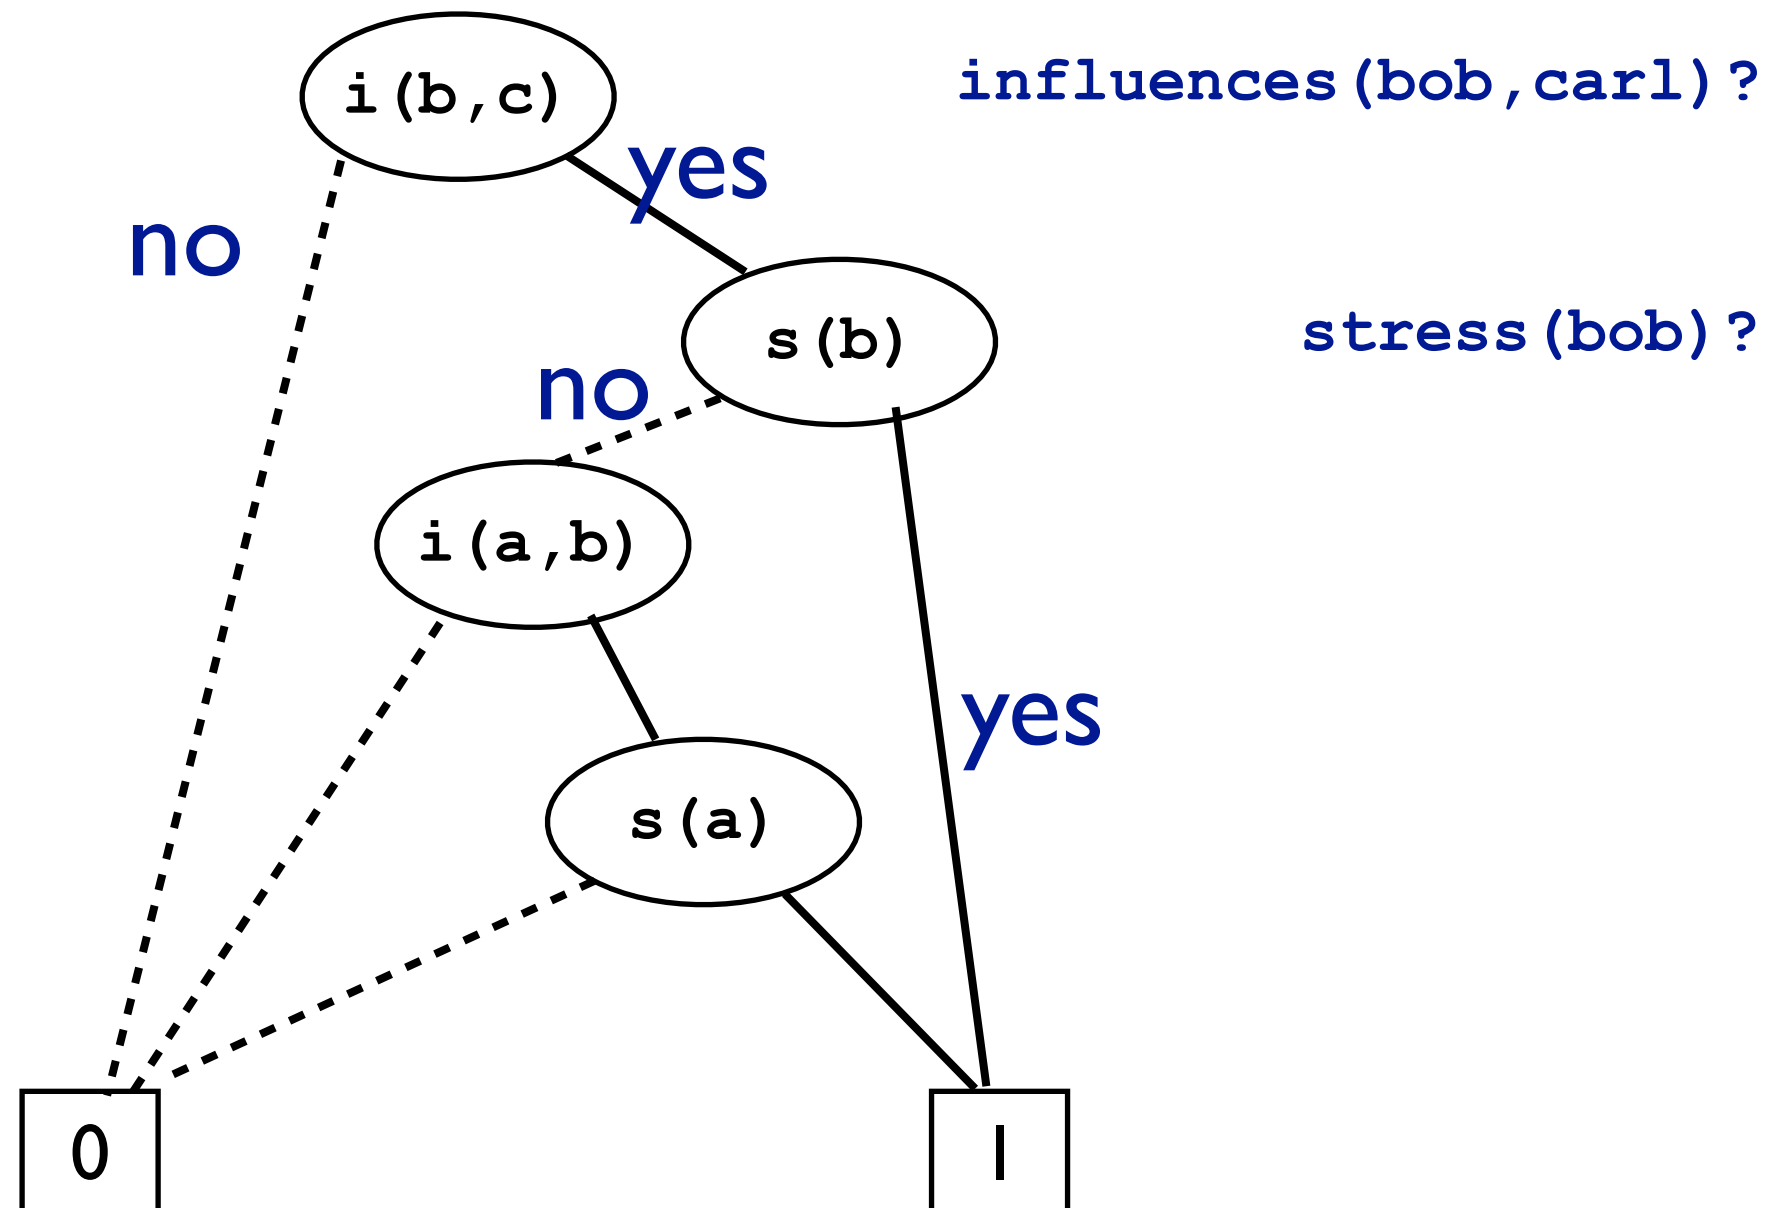 i(b,c)
influences(bob,carl)?
yes
no
s(b)
stress(bob)?
no
i(a,b)
yes
s(a)
0
1